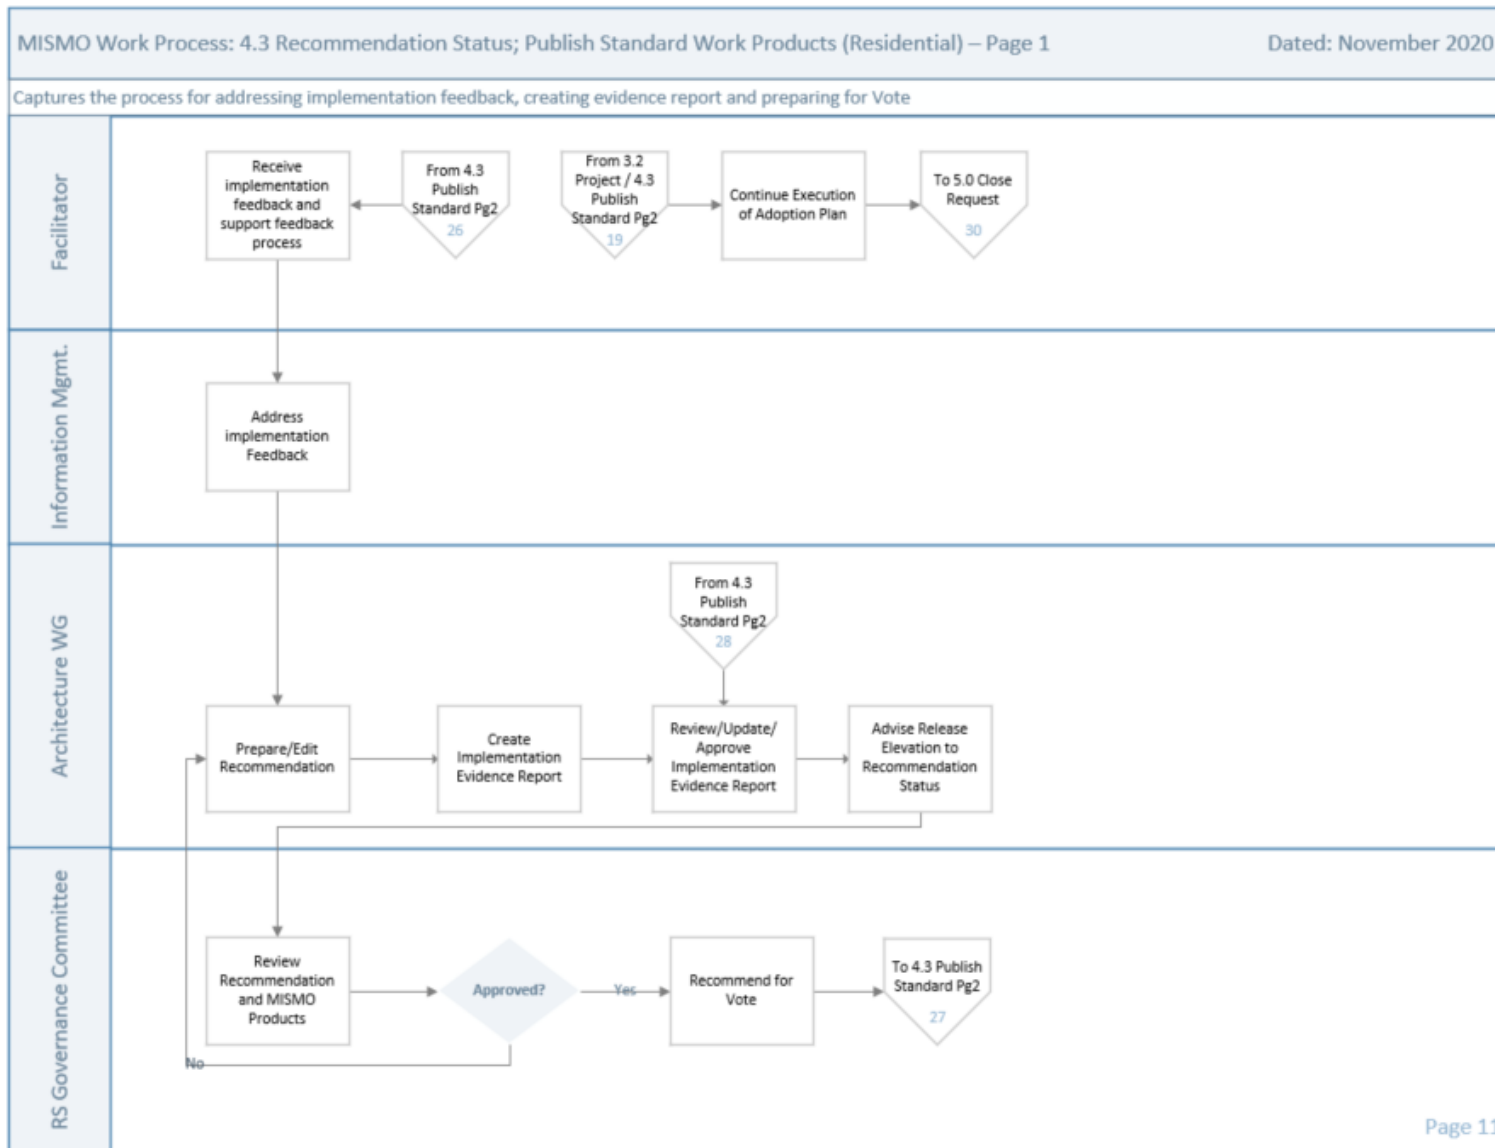 MISMO Work Process: 4.3 Recommendation Status; Publish Standard Work Products (Residential) – Page 1
Dated: November 2020
Captures the process for addressing implementation feedback, creating evidence report and preparing for Vote
Facilitator
Receive
implementation
feedback and
support feedback
process
From 4.3
Publish
Standard Pg2
26
From 3.2
Project / 4.3
Publish
Standard Pg2
19
Continue Execution
of Adoption Plan
To 5.0 Close
Request
30
Information Mgmt.
Address
implementation
Feedback
Architecture WG
From 4.3
Publish
Standard Pg2
28
Prepare/Edit
Recommendation
Create
Implementation
Evidence Report
Review/Update/
Approve
Implementation
Evidence Report
Advise Release
Elevation to
Recommendation
Status
RS Governance Committee
Review
Recommendation
and MISMO
Products
Approved?
Yes
Recommend for
Vote
To 4.3 Publish
Standard Pg2
27
No
Page 11